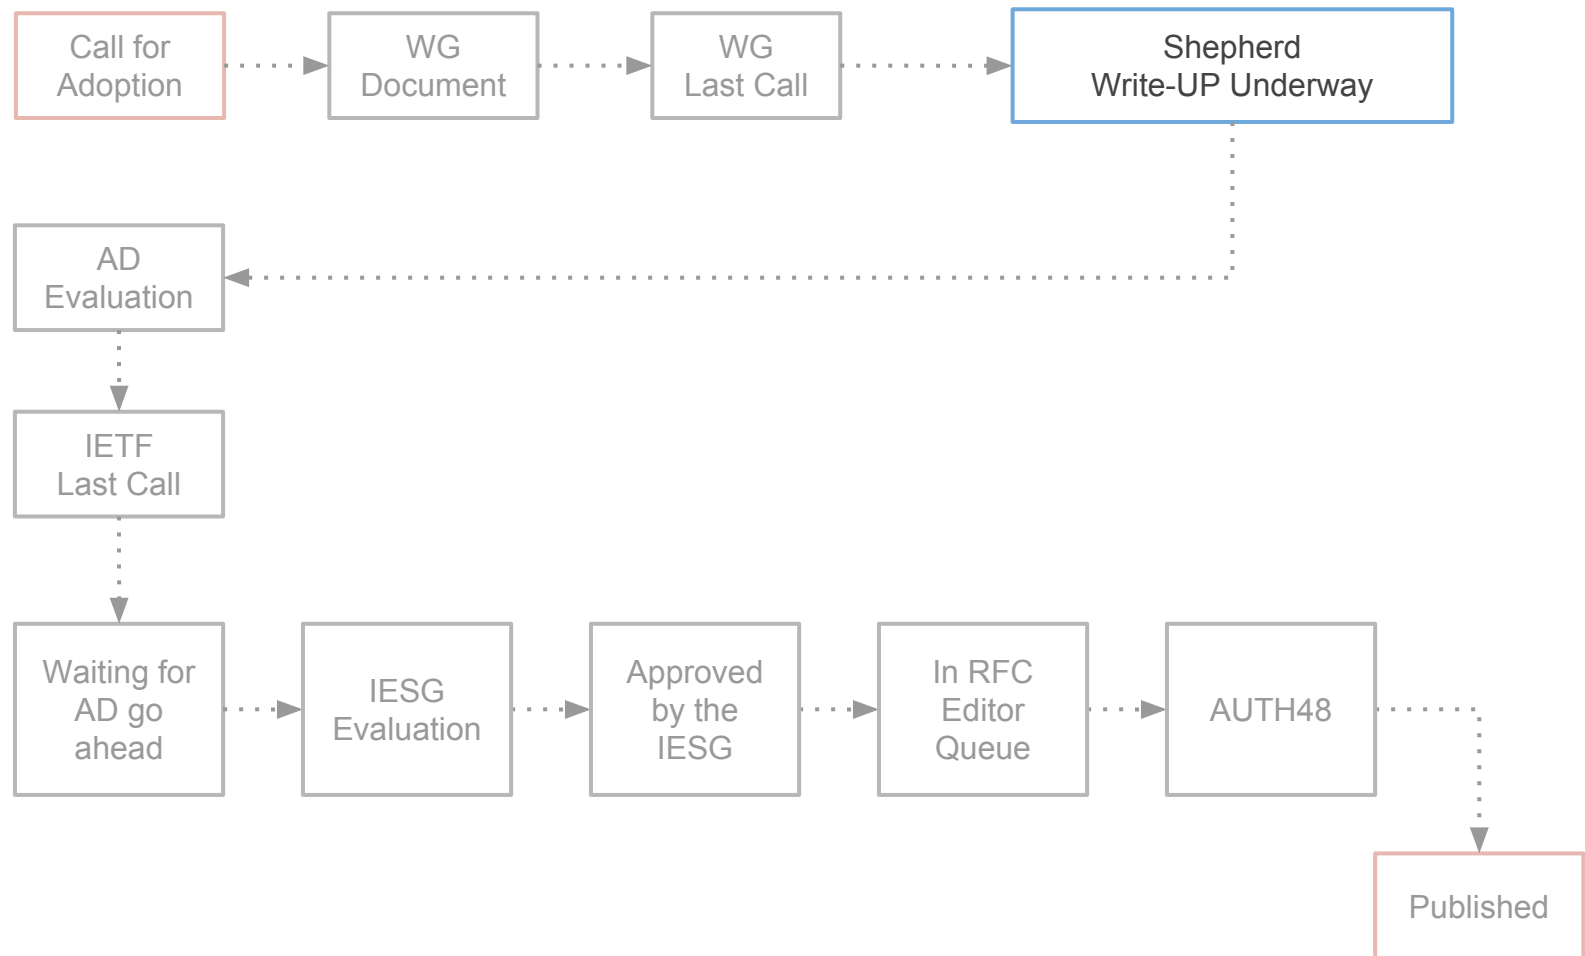 Call for
Adoption
WG
Document
WG
Last Call
Shepherd
Write-UP Underway
AD
Evaluation
IETF
Last Call
Waiting for
AD go
ahead
IESG
Evaluation
Approved
by the
IESG
In RFC
Editor
Queue
AUTH48
Published